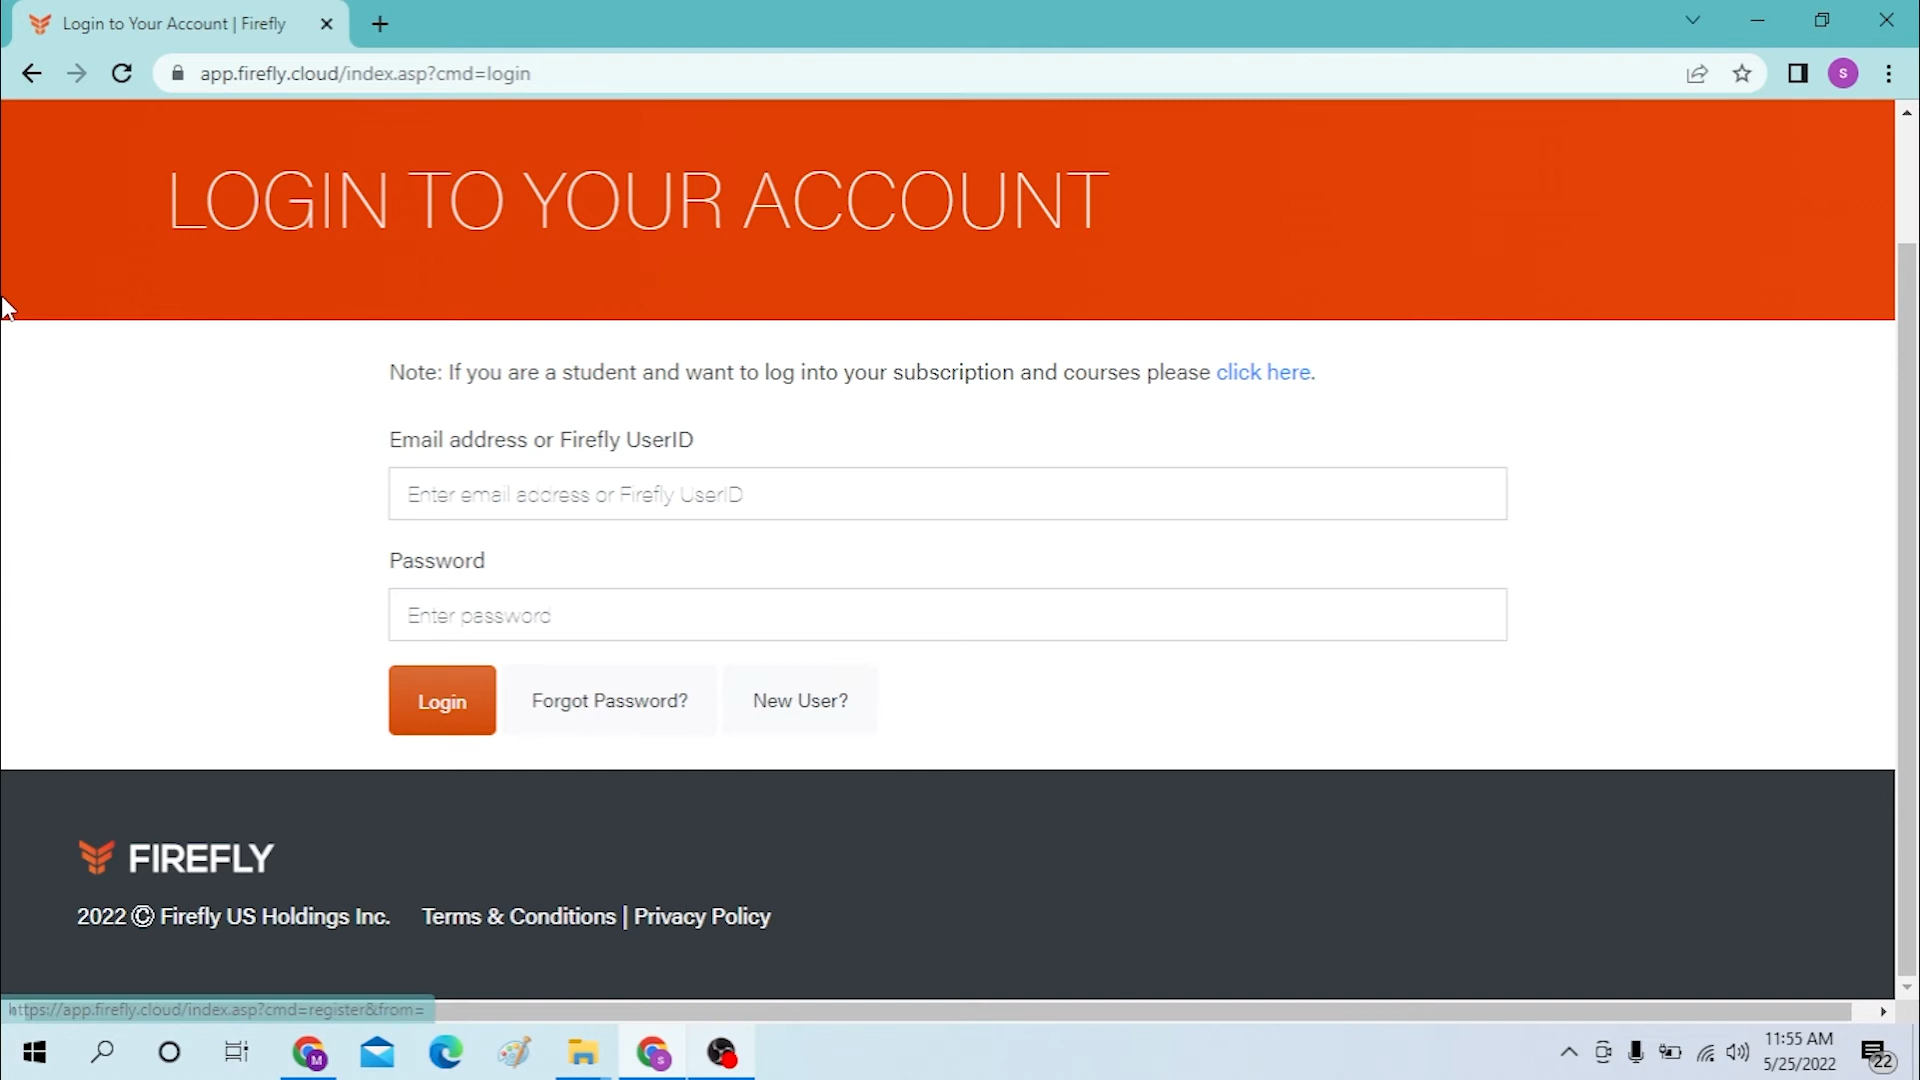 Login to Your Account | Firefly
app.firefly.cloud/index.asp?cmd=login
S
LOGIN TO YOUR ACCOUNT
Note: If you are a student and want to log into your subscription and courses please click here.
Email address or Firefly UserID
Enter email address or Firefly UserID
Password
Enter password
Login
Forgot Password?
New User?
FIREFLY
2022 © Firefly US Holdings Inc. Terms & Conditions | Privacy Policy
https://app.firefly.cloud/index.asp?cmd=register&from=
M
S
11:55 AM
5/25/2022
22